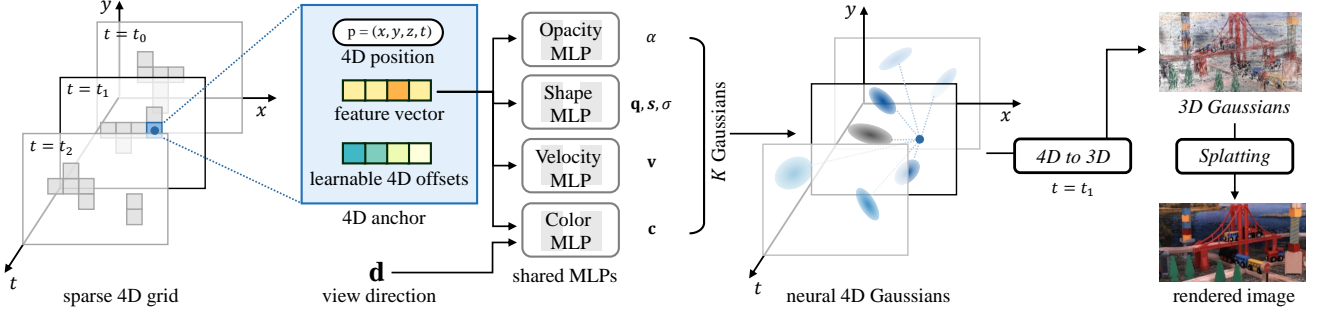 y
t = t₀
t = t₁
x
t = t₂
t
sparse 4D grid
p = (x, y, z, t)
4D position
feature vector
learnable 4D offsets
4D anchor
d
view direction
Opacity
MLP
α
Shape
MLP
q, s, σ
Velocity
MLP
v
Color
MLP
c
shared MLPs
K Gaussians
y
x
t
neural 4D Gaussians
4D to 3D
t = t₁
3D Gaussians
Splatting
rendered image